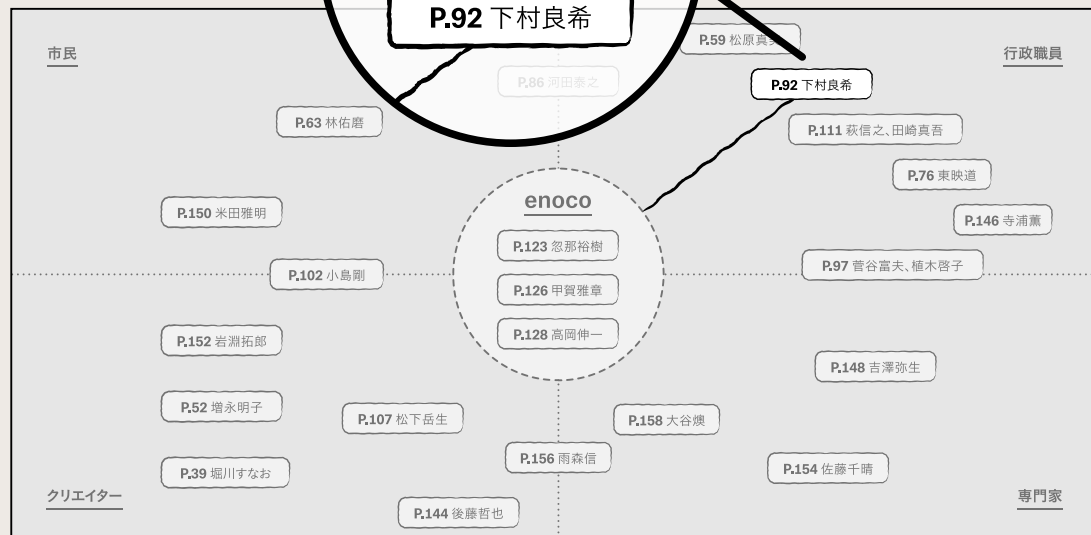 P.92 下村良希
市民
P.59 松原真
行政職員
P.86 河田泰之
P.92 下村良希
P.63 林佑磨
P.111 萩信之、田崎真吾
P.76 東映道
enoco
P.150 米田雅明
P.146 寺浦薫
P.123 忽那裕樹
P.102 小島剛
P.97 菅谷富夫、植木啓子
P.126 甲賀雅章
P.128 高岡伸一
P.152 岩淵拓郎
P.148 吉澤弥生
P.52 増永明子
P.107 松下岳生
P.158 大谷燠
P.156 雨森信
P.39 堀川すなお
P.154 佐藤千晴
クリエイター
専門家
P.144 後藤哲也